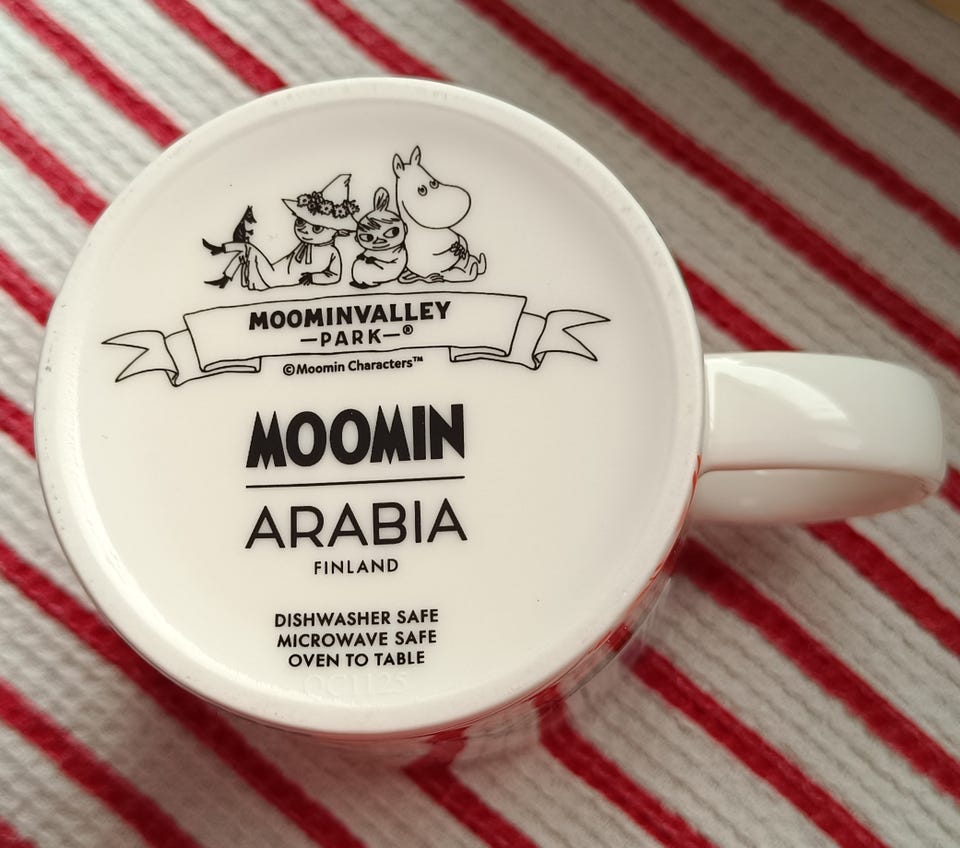 MOOMINVALLEY
—PARK—®
©Moomin Characters™
MOOMIN
ARABIA
FINLAND
DISHWASHER SAFE
MICROWAVE SAFE
OVEN TO TABLE